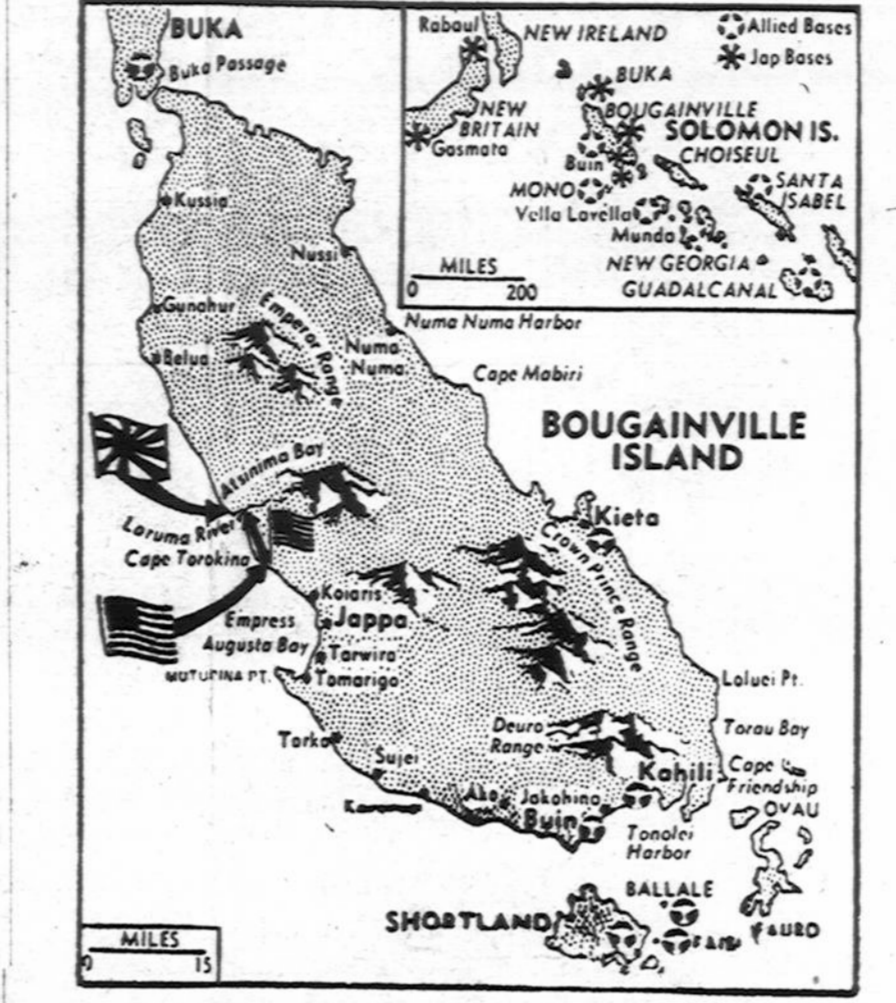 BUKA
Buka Passage
Kussia
Nussi
Gunahur
Emperor Range
Belua
Numa
Numa
Numa Numa Harbor
Cape Mabiri
BOUGAINVILLE
ISLAND
Atsinima Bay
Laruma River
Cape Torokina
Kieta
Crown Prince Range
Koiaris
Jappa
Empress
Augusta Bay
Tarwira
MUTUPINA PT.
Tomarigo
Loluei Pt.
Torau Bay
Deuro
Range
Tarko
Sujei
Kahili
Cape
Friendship
Ako
Jakohina
Buin
Tonolei
Harbor
OVAU
BALLALE
SHORTLAND
FAURO
MILES
0 15
Rabaul
NEW IRELAND
Allied Bases
Jap Bases
BUKA
NEW
BRITAIN
Gasmata
BOUGAINVILLE
SOLOMON IS.
CHOISEUL
Buin
MONO
SANTA
ISABEL
Vella Lavella
Munda
NEW GEORGIA
GUADALCANAL
MILES
0 200